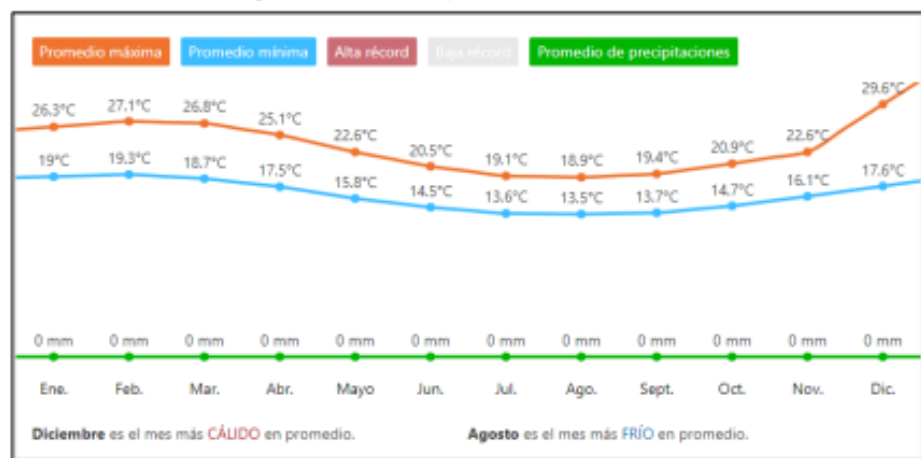 Promedio máxima Promedio mínima Alta récord Baja récord Promedio de precipitaciones
26.3°C 27.1°C 26.8°C 25.1°C 22.6°C 20.5°C 19.1°C 18.9°C 19.4°C 20.9°C 22.6°C 29.6°C
19°C 19.3°C 18.7°C 17.5°C 15.8°C 14.5°C 13.6°C 13.5°C 13.7°C 14.7°C 16.1°C 17.6°C
0 mm 0 mm 0 mm 0 mm 0 mm 0 mm 0 mm 0 mm 0 mm 0 mm 0 mm 0 mm
Ene. Feb. Mar. Abr. Mayo Jun. Jul. Ago. Sept. Oct. Nov. Dic.
Diciembre es el mes más CÁLIDO en promedio. Agosto es el mes más FRÍO en promedio.